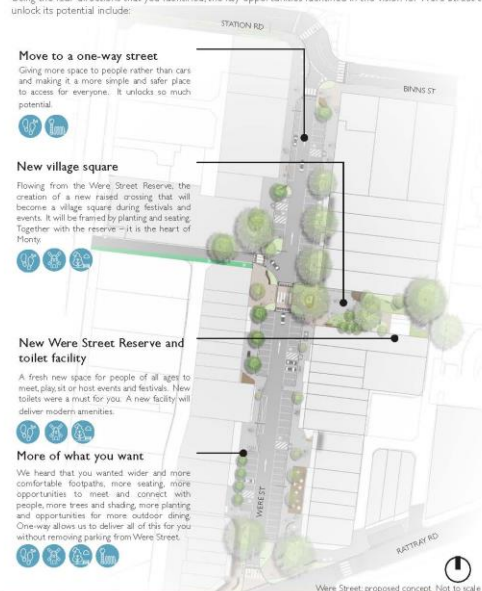 unlock its potential include:
STATION RD
Move to a one-way street
Giving more space to people rather than cars
and making it a more simple and safer place
to access for everyone. It unlocks so much
potential.
BINNS ST
New village square
Flowing from the Were Street Reserve, the
creation of a new raised crossing that will
become a village square during festivals and
events. It will be framed by planting and seating.
Together with the reserve – it is the heart of
Monty.
New Were Street Reserve and
toilet facility
A fresh new space for people of all ages to
meet, play, sit or host events and festivals. New
toilets were a must for you. A new facility will
deliver modern amenities.
More of what you want
We heard that you wanted wider and more
comfortable footpaths, more seating, more
opportunities to meet and connect with
people, more trees and shading, more planting
and opportunities for more outdoor dining.
One-way allows us to deliver all of this for you
without removing parking from Were Street.
WERE ST
RATTRAY RD
Were Street: proposed concept Not to scale